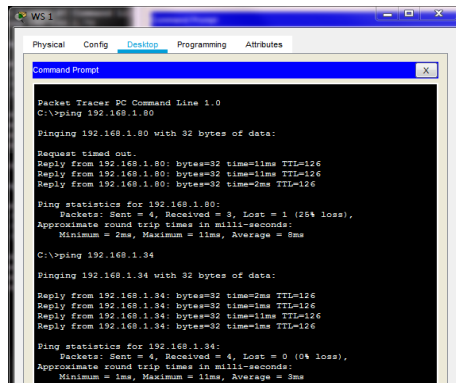 WS 1
Physical Config Desktop Programming Attributes
Command Prompt
X
Packet Tracer PC Command Line 1.0
C:\>ping 192.168.1.80
Pinging 192.168.1.80 with 32 bytes of data:
Request timed out.
Reply from 192.168.1.80: bytes=32 time=11ms TTL=126
Reply from 192.168.1.80: bytes=32 time=11ms TTL=126
Reply from 192.168.1.80: bytes=32 time=2ms TTL=126
Ping statistics for 192.168.1.80:
Packets: Sent = 4, Received = 3, Lost = 1 (25% loss),
Approximate round trip times in milli-seconds:
Minimum = 2ms, Maximum = 11ms, Average = 8ms
C:\>ping 192.168.1.34
Pinging 192.168.1.34 with 32 bytes of data:
Reply from 192.168.1.34: bytes=32 time=2ms TTL=126
Reply from 192.168.1.34: bytes=32 time=1ms TTL=126
Reply from 192.168.1.34: bytes=32 time=11ms TTL=126
Reply from 192.168.1.34: bytes=32 time=1ms TTL=126
Ping statistics for 192.168.1.34:
Packets: Sent = 4, Received = 4, Lost = 0 (0% loss),
Approximate round trip times in milli-seconds:
Minimum = 1ms, Maximum = 11ms, Average = 3ms